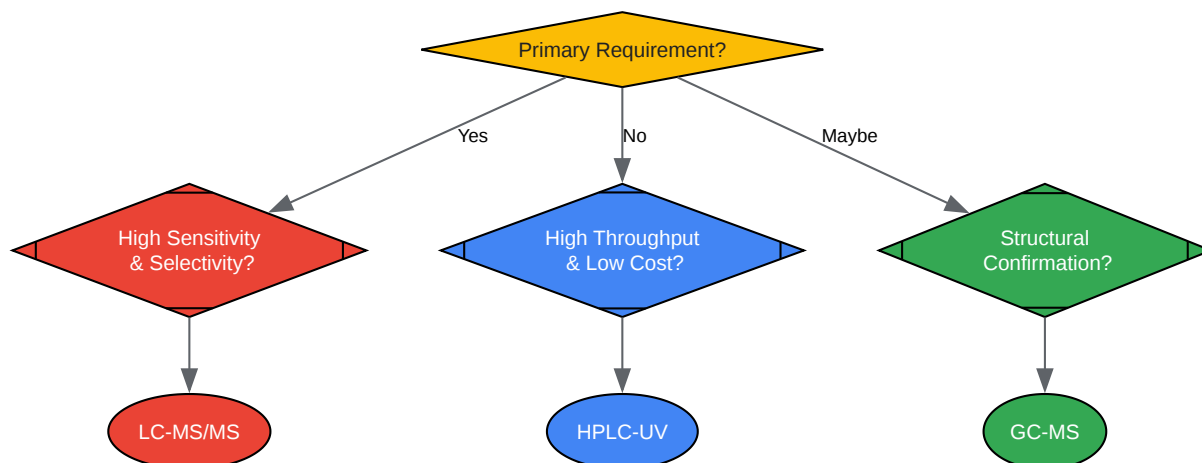 Primary Requirement?
Yes
No
Maybe
High Sensitivity
& Selectivity?
High Throughput
& Low Cost?
Structural
Confirmation?
LC-MS/MS
HPLC-UV
GC-MS